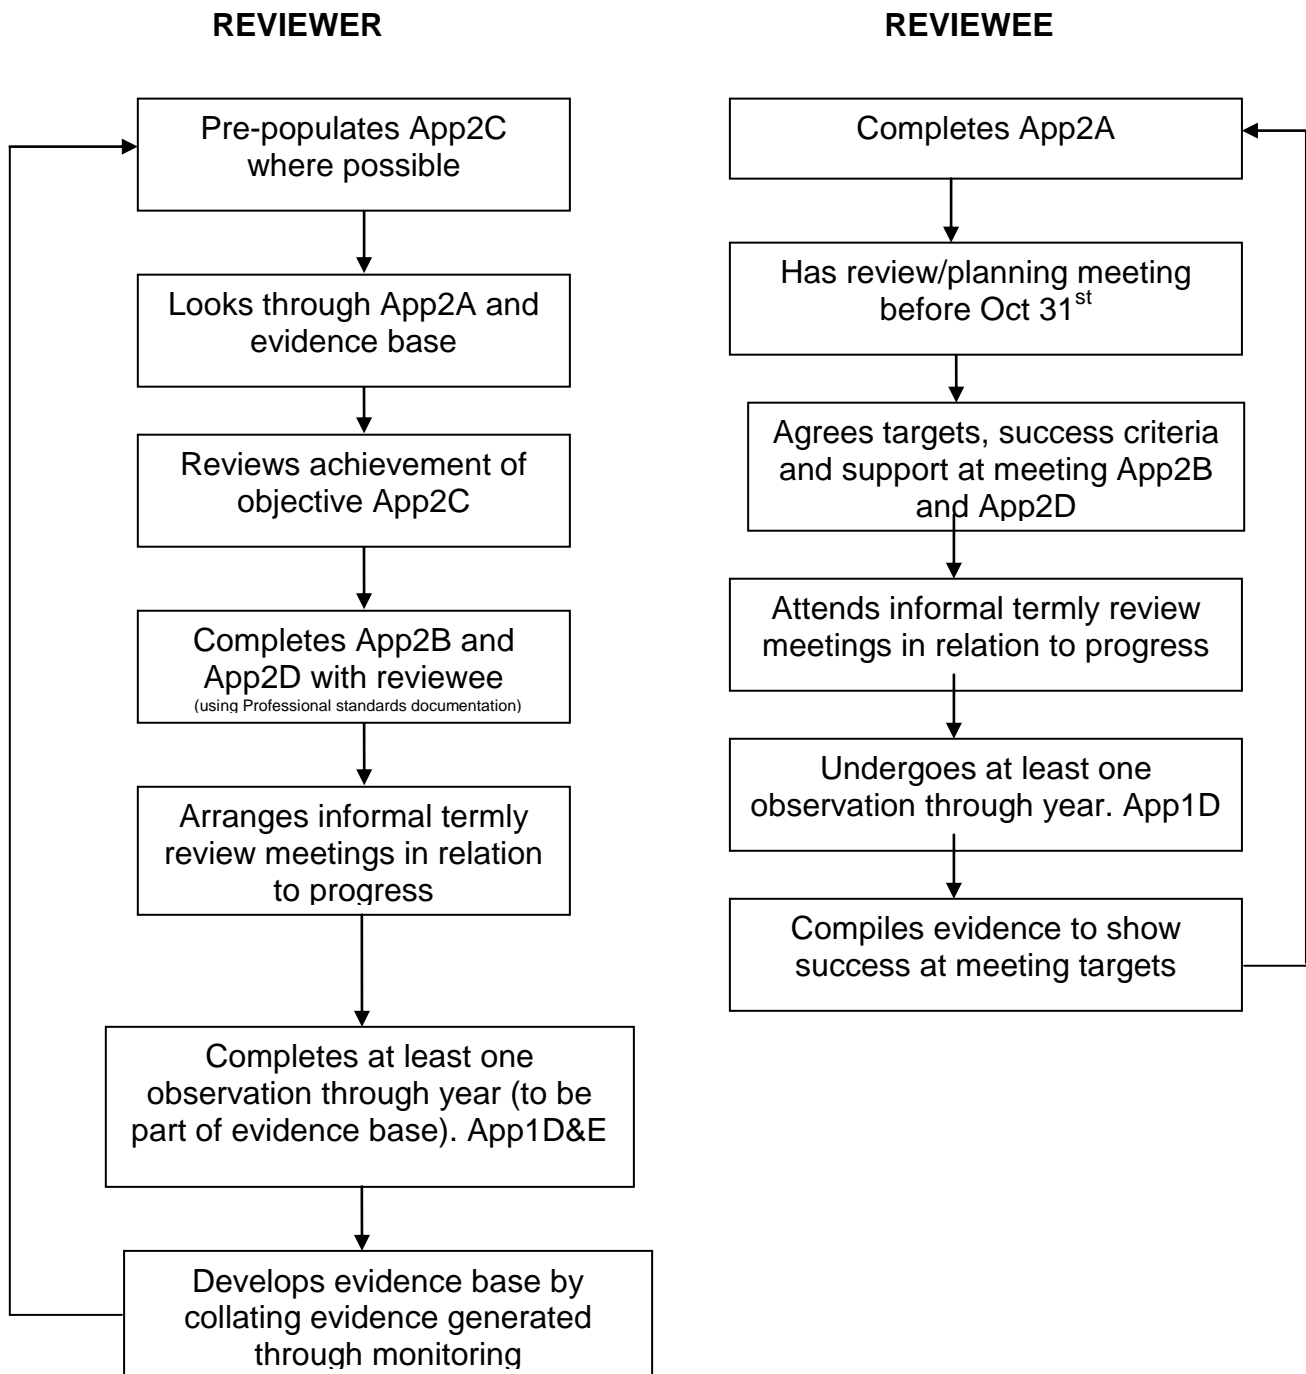 REVIEWER
Pre-populates App2C
where possible
Looks through App2A and
evidence base
Reviews achievement of
objective App2C
Completes App2B and
App2D with reviewee
(using Professional standards documentation)
Arranges informal termly
review meetings in relation
to progress
Completes at least one
observation through year (to be
part of evidence base). App1D&E
Develops evidence base by
collating evidence generated
through monitoring
REVIEWEE
Completes App2A
Has review/planning meeting
before Oct 31st
Agrees targets, success criteria
and support at meeting App2B
and App2D
Attends informal termly review
meetings in relation to progress
Undergoes at least one
observation through year. App1D
Compiles evidence to show
success at meeting targets